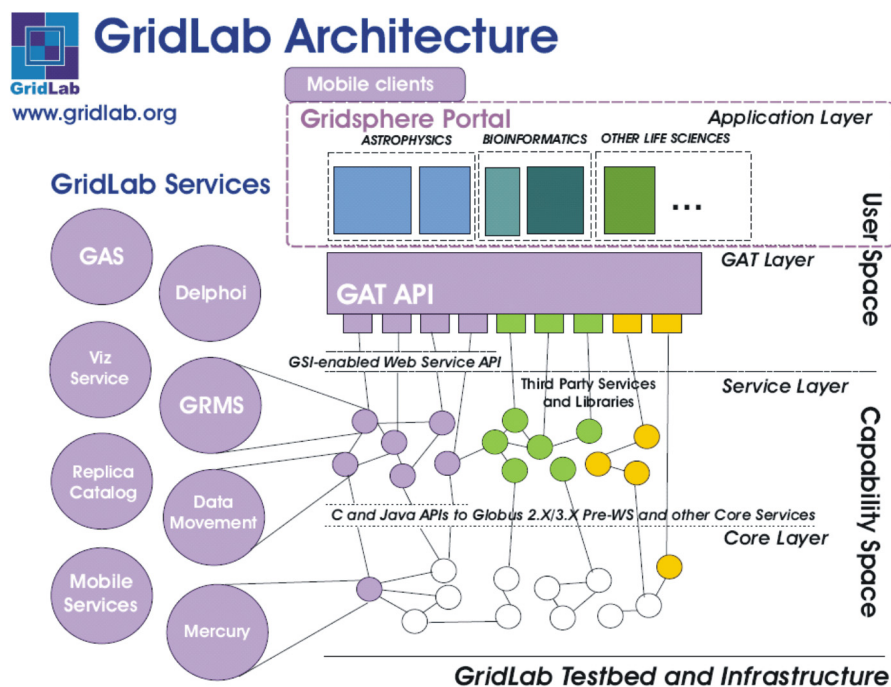 GridLab Architecture
GridLab
www.gridlab.org
Mobile clients
Gridsphere Portal
Application Layer
ASTROPHYSICS
BIOINFORMATICS
OTHER LIFE SCIENCES
...
User Space
GridLab Services
GAS
Delphoi
Viz
Service
GRMS
Replica
Catalog
Data
Movement
Mobile
Services
Mercury
GAT Layer
GAT API
GSI-enabled Web Service API
Third Party Services
and Libraries
Service Layer
Capability Space
C and Java APIs to Globus 2.X/3.X Pre-WS and other Core Services
Core Layer
GridLab Testbed and Infrastructure